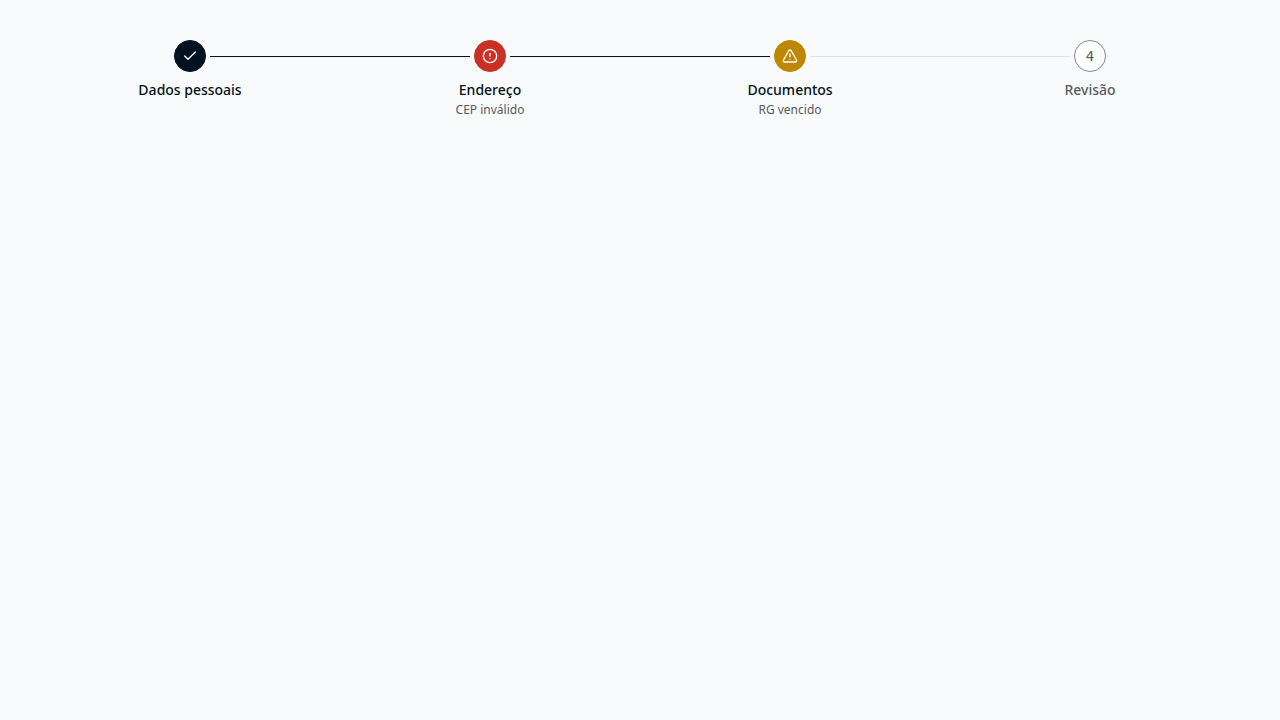 4
Dados pessoais
Endereço
Documentos
Revisão
CEP inválido
RG vencido